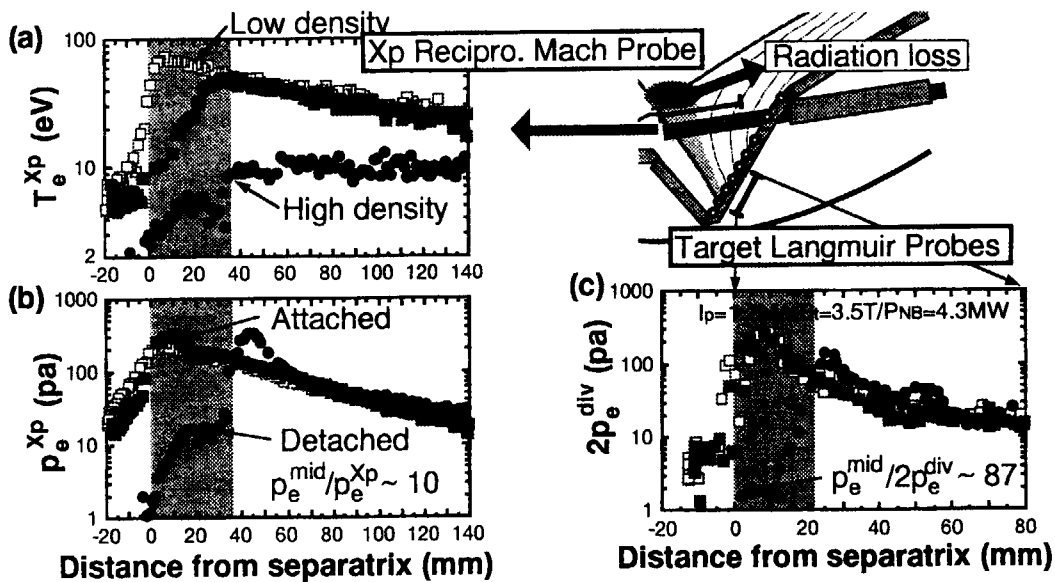 (a)
Low density
100
10
2
T_e^Xp (eV)
High density
-20 0 20 40 60 80 100 120 140
Xp Recipro. Mach Probe
Radiation loss
Target Langmuir Probes
(b)
1000
100
10
1
p_e^Xp (pa)
Attached
Detached
p_e^mid/p_e^Xp ~ 10
-20 0 20 40 60 80 100 120 140
Distance from separatrix (mm)
(c)
1000
100
10
1
2p_e^div (pa)
Ip= =3.5T/PNB=4.3MW
p_e^mid/2p_e^div ~ 87
-20 0 20 40 60 80
Distance from separatrix (mm)